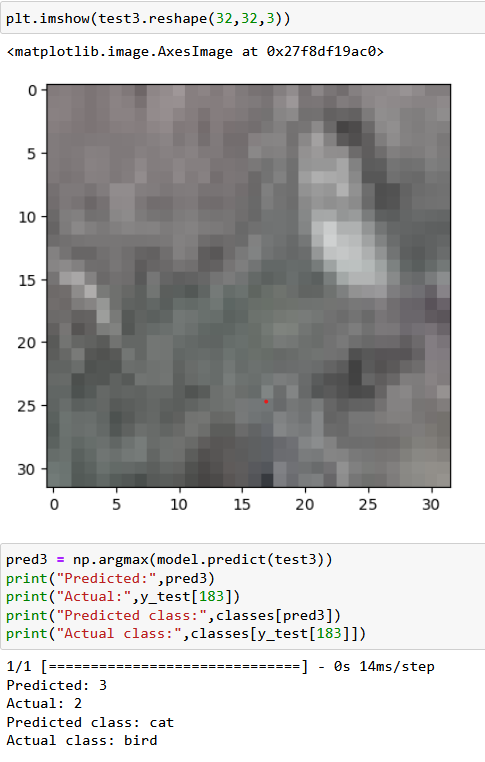 plt.imshow(test3.reshape(32,32,3))
<matplotlib.image.AxesImage at 0x27f8df19ac0>
0
5
10
15
20
25
30
0 5 10 15 20 25 30
pred3 = np.argmax(model.predict(test3))
print("Predicted:",pred3)
print("Actual:",y_test[183])
print("Predicted class:",classes[pred3])
print("Actual class:",classes[y_test[183]])
1/1 [==============================] - 0s 14ms/step
Predicted: 3
Actual: 2
Predicted class: cat
Actual class: bird